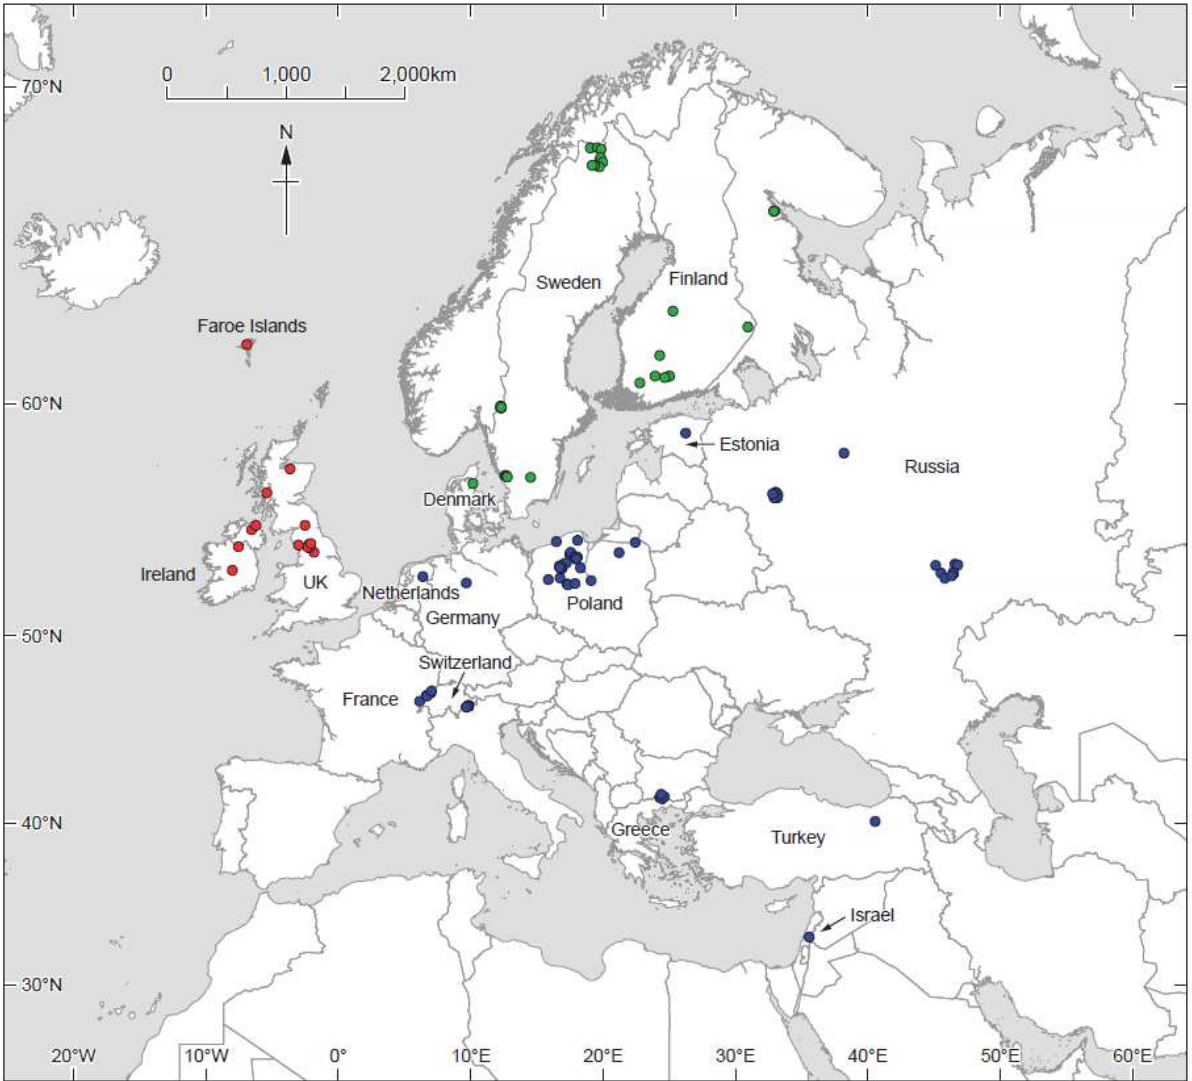 0 1,000 2,000km
70°N
N
Sweden
Finland
Faroe Islands
60°N
Estonia
Russia
Denmark
Ireland
UK
Netherlands
Poland
Germany
50°N
Switzerland
France
40°N
Greece
Turkey
Israel
30°N
20°W 10°W 0° 10°E 20°E 30°E 40°E 50°E 60°E